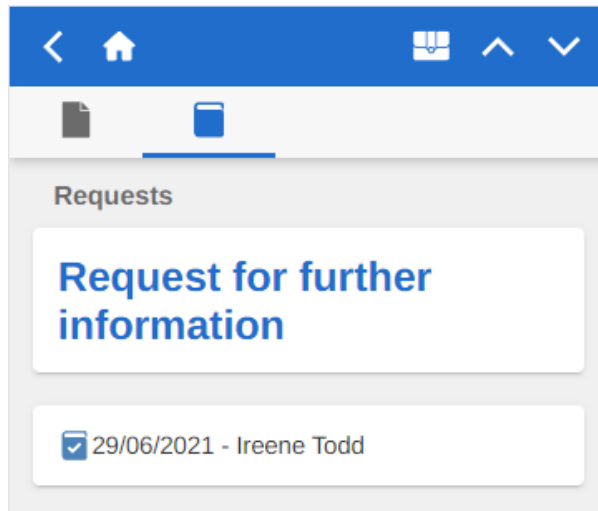 Requests
Request for further
information
29/06/2021 - Ireene Todd